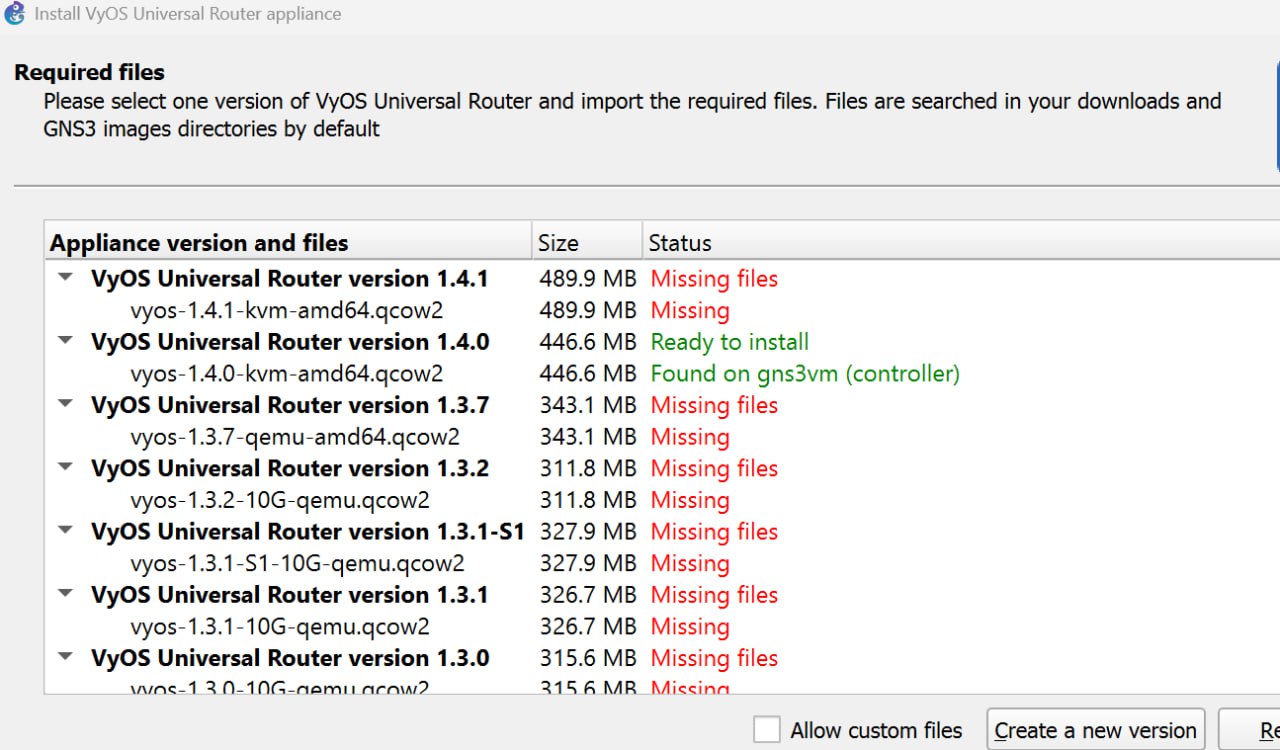 Install VyOS Universal Router appliance
Required files
Please select one version of VyOS Universal Router and import the required files. Files are searched in your downloads and
GNS3 images directories by default
Appliance version and files Size Status
VyOS Universal Router version 1.4.1 489.9 MB Missing files
vyos-1.4.1-kvm-amd64.qcow2 489.9 MB Missing
VyOS Universal Router version 1.4.0 446.6 MB Ready to install
vyos-1.4.0-kvm-amd64.qcow2 446.6 MB Found on gns3vm (controller)
VyOS Universal Router version 1.3.7 343.1 MB Missing files
vyos-1.3.7-qemu-amd64.qcow2 343.1 MB Missing
VyOS Universal Router version 1.3.2 311.8 MB Missing files
vyos-1.3.2-10G-qemu.qcow2 311.8 MB Missing
VyOS Universal Router version 1.3.1-S1 327.9 MB Missing files
vyos-1.3.1-S1-10G-qemu.qcow2 327.9 MB Missing
VyOS Universal Router version 1.3.1 326.7 MB Missing files
vyos-1.3.1-10G-qemu.qcow2 326.7 MB Missing
VyOS Universal Router version 1.3.0 315.6 MB Missing files
vyos-1.3.0-10G-qemu.qcow2 315.6 MB Missing
Allow custom files Create a new version